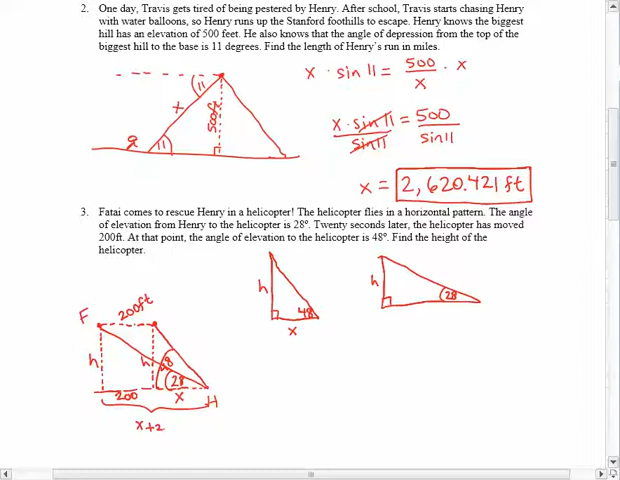 2. One day, Travis gets tired of being pestered by Henry. After school, Travis starts chasing Henry
with water balloons, so Henry runs up the Stanford foothills to escape. Henry knows the biggest
hill has an elevation of 500 feet. He also knows that the angle of depression from the top of the
biggest hill to the base is 11 degrees. Find the length of Henry's run in miles.
x · sin 11 = 500/x · x
11
x
500ft
11
x · sin 11 / sin 11 = 500 / sin 11
x = 2,620.421 ft
3. Fatai comes to rescue Henry in a helicopter! The helicopter flies in a horizontal pattern. The angle
of elevation from Henry to the helicopter is 28°. Twenty seconds later, the helicopter has moved
200ft. At that point, the angle of elevation to the helicopter is 48°. Find the height of the
helicopter.
h
48
x
h
28
F
200ft
h
h
8
28
200
x
H
x+2